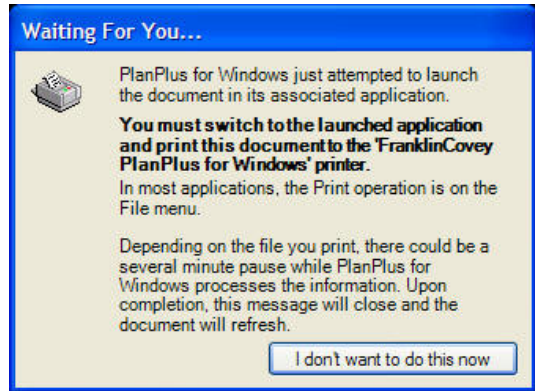 Waiting For You...
PlanPlus for Windows just attempted to launch
the document in its associated application.
You must switch to the launched application
and print this document to the 'FranklinCovey
PlanPlus for Windows' printer.
In most applications, the Print operation is on the
File menu.
Depending on the file you print, there could be a
several minute pause while PlanPlus for
Windows processes the information. Upon
completion, this message will close and the
document will refresh.
I don't want to do this now